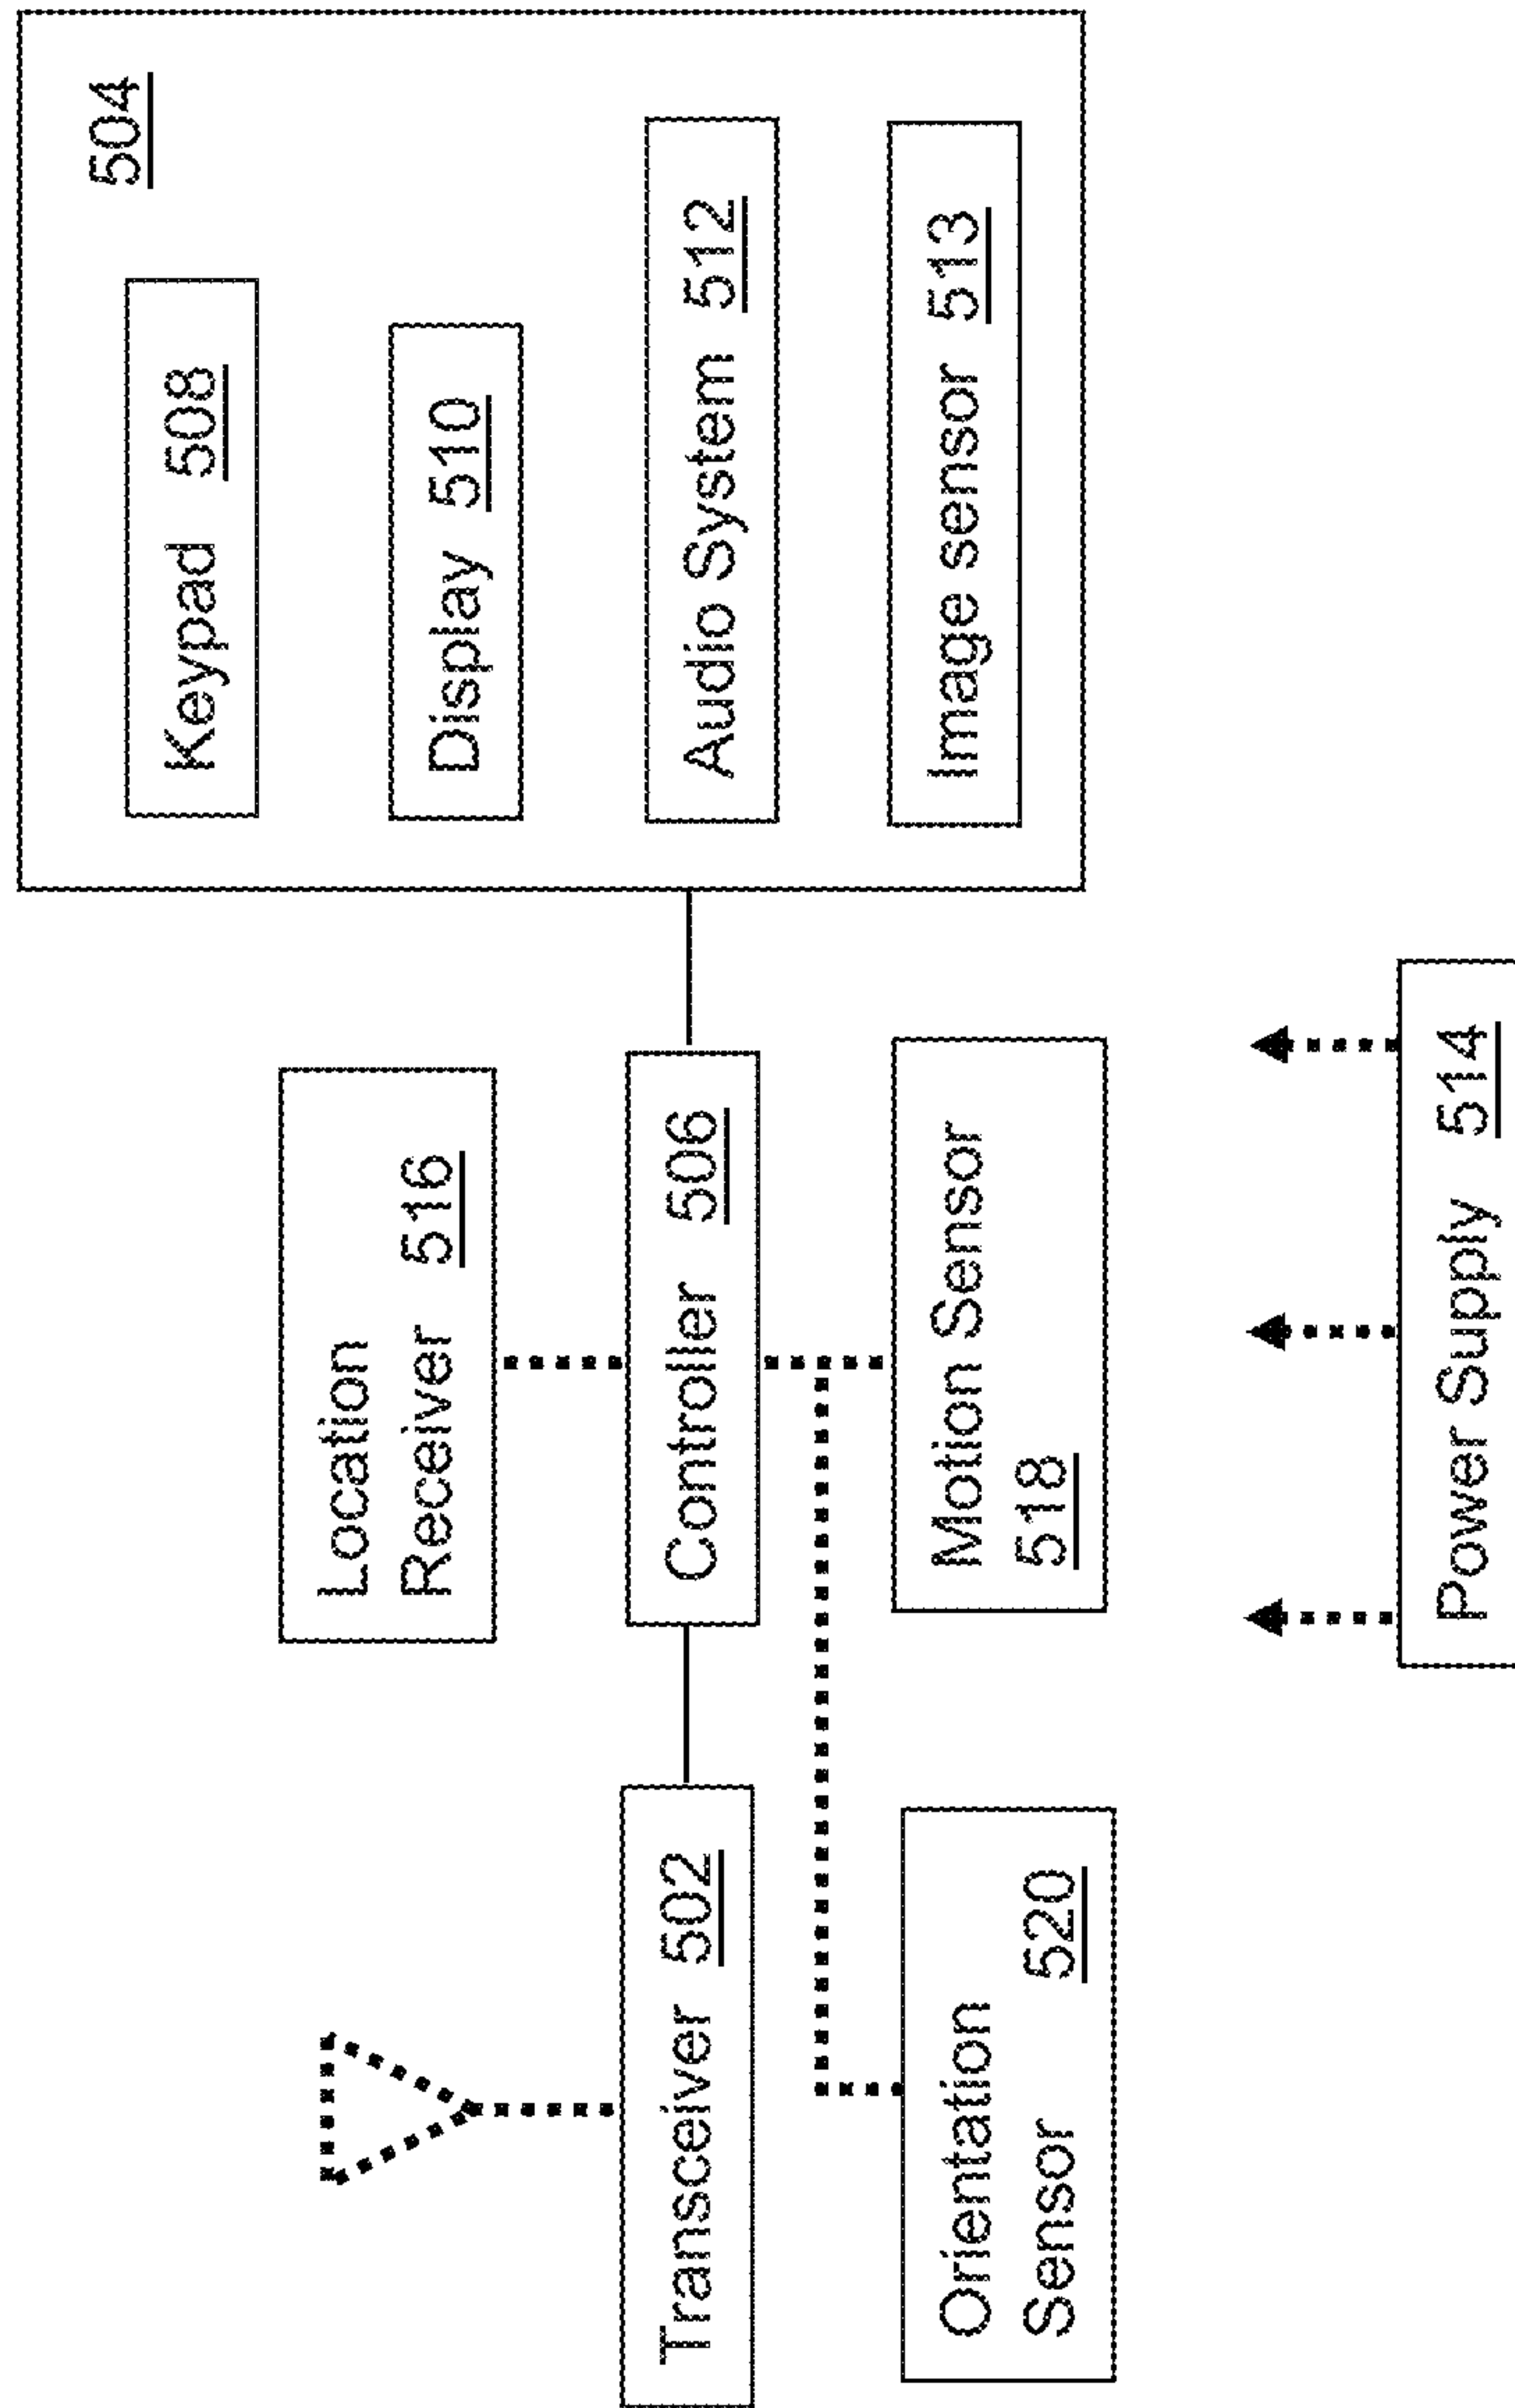 504
Keypad 508
Display 510
Audio System 512
Image sensor 513
Location
Receiver 516
Controller 506
Motion Sensor
518
Transceiver 502
Orientation
Sensor 520
Power Supply 514